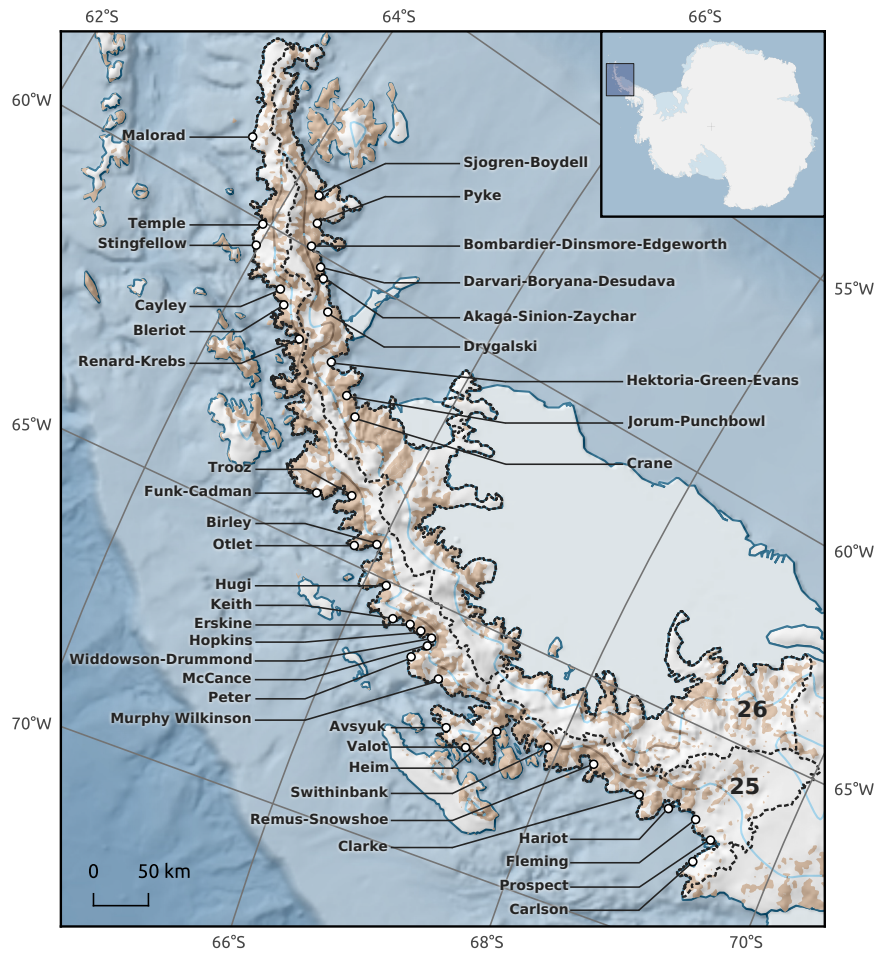 62°S
64°S
66°S
60°W
Malorad
Sjogren-Boydell
Pyke
Temple
Stingfellow
Bombardier-Dinsmore-Edgeworth
Darvari-Boryana-Desudava
55°W
Cayley
Akaga-Sinion-Zaychar
Bleriot
Drygalski
Renard-Krebs
Hektoria-Green-Evans
65°W
Jorum-Punchbowl
Crane
Trooz
Funk-Cadman
Birley
Otlet
60°W
Hugi
Keith
Erskine
Hopkins
Widdowson-Drummond
McCance
Peter
26
Murphy Wilkinson
70°W
Avsyuk
Valot
Heim
25
65°W
Swithinbank
Remus-Snowshoe
Hariot
Clarke
Fleming
0 50 km
Prospect
Carlson
66°S
68°S
70°S